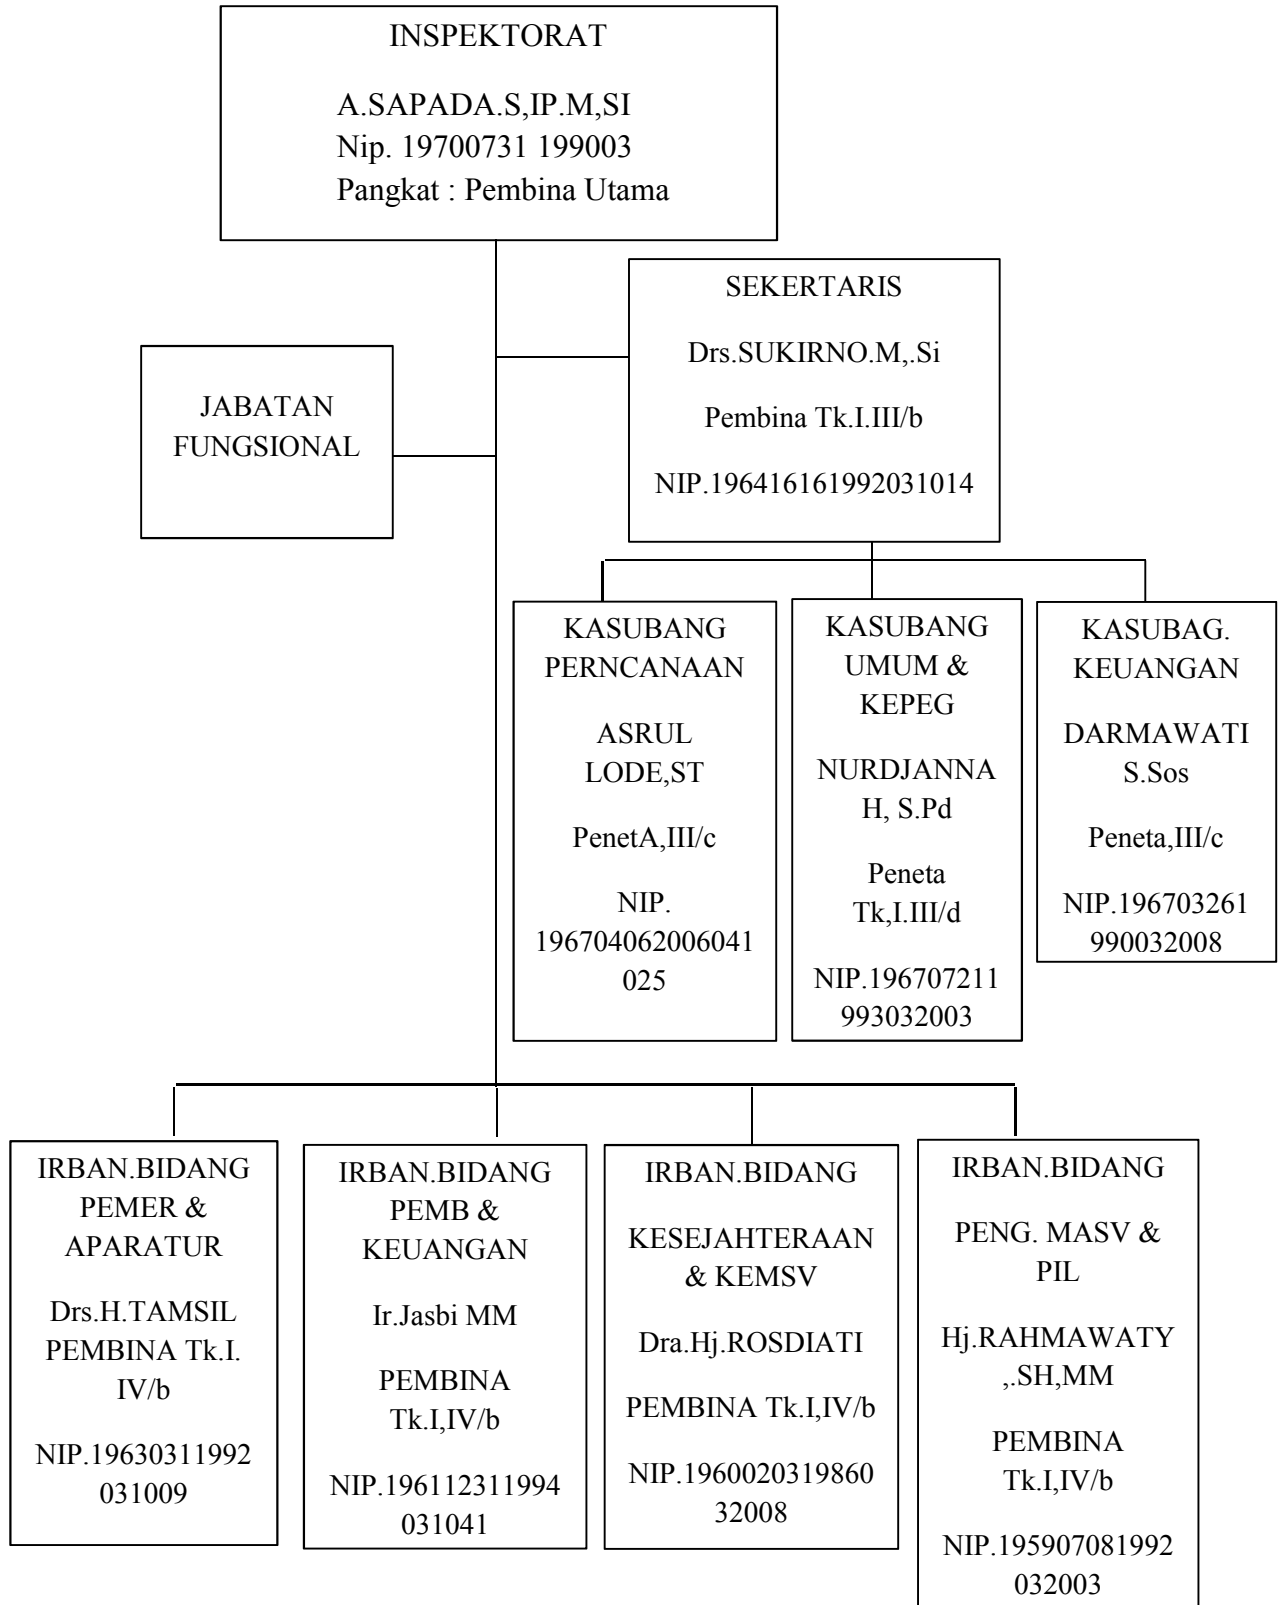 INSPEKTORAT
A.SAPADA.S,IP.M,SI
Nip. 19700731 199003
Pangkat : Pembina Utama
SEKERTARIS
Drs.SUKIRNO.M,.Si
Pembina Tk.I.III/b
NIP.196416161992031014
JABATAN
FUNGSIONAL
KASUBANG
PERNCANAAN
ASRUL
LODE,ST
PenetA,III/c
NIP.
196704062006041
025
KASUBANG
UMUM &
KEPEG
NURDJANNA
H, S.Pd
Peneta
Tk,I.III/d
NIP.196707211
993032003
KASUBAG.
KEUANGAN
DARMAWATI
S.Sos
Peneta,III/c
NIP.196703261
990032008
IRBAN.BIDANG
PEMER &
APARATUR
Drs.H.TAMSIL
PEMBINA Tk.I.
IV/b
NIP.19630311992
031009
IRBAN.BIDANG
PEMB &
KEUANGAN
Ir.Jasbi MM
PEMBINA
Tk.I,IV/b
NIP.196112311994
031041
IRBAN.BIDANG
KESEJAHTERAAN
& KEMSV
Dra.Hj.ROSDIATI
PEMBINA Tk.I,IV/b
NIP.1960020319860
32008
IRBAN.BIDANG
PENG. MASV &
PIL
Hj.RAHMAWATY
,.SH,MM
PEMBINA
Tk.I,IV/b
NIP.195907081992
032003